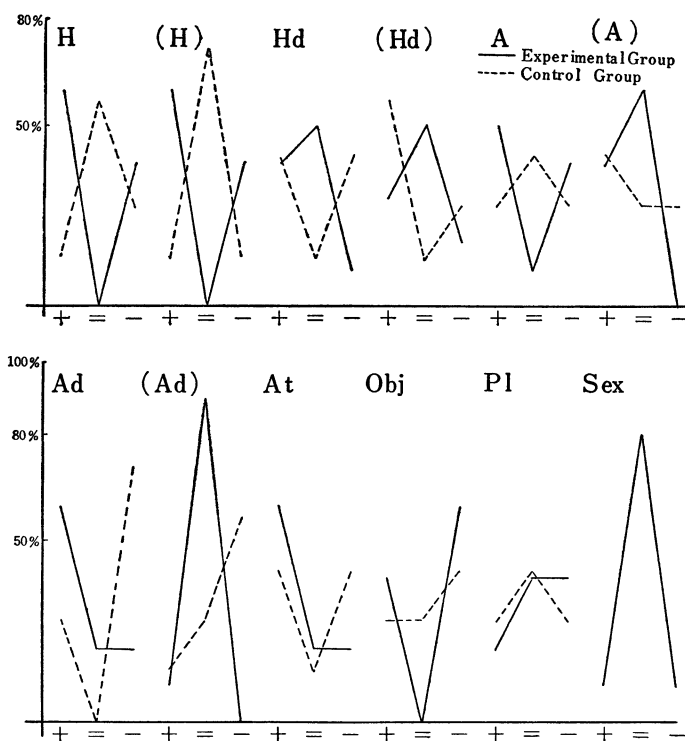 80%
H (H) Hd (Hd) A (A)
Experimental Group
Control Group
50%
+ = − + = − + = − + = − + = − + = −
100%
Ad (Ad) At Obj Pl Sex
80%
50%
+ = − + = − + = − + = − + = − + = −